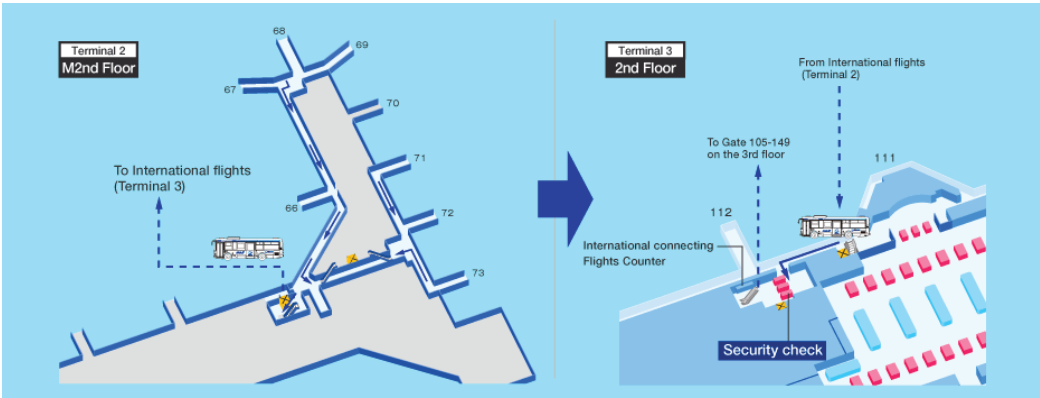 Terminal 2
M2nd Floor
68
69
67
70
71
66
72
73
To International flights
(Terminal 3)
Terminal 3
2nd Floor
From International flights
(Terminal 2)
To Gate 105-149
on the 3rd floor
111
112
International connecting
Flights Counter
Security check